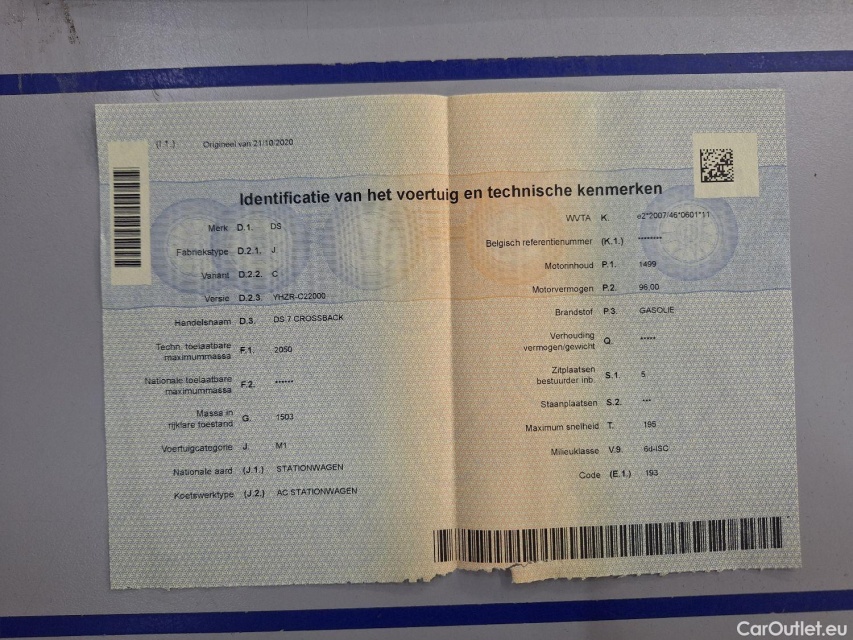 (I.1.) Origineel van 21/10/2020
Identificatie van het voertuig en technische kenmerken
Merk D.1. DS
Fabriekstype D.2.1. J
Variant D.2.2. C
Versie D.2.3. YHZR-C22000
Handelsnaam D.3. DS 7 CROSSBACK
Techn. toelaatbare
maximummassa F.1. 2050
Nationale toelaatbare
maximummassa F.2. ******
Massa in
rijklare toestand G. 1503
Voertuigcategorie J. M1
Nationale aard (J.1.) STATIONWAGEN
Koetswerktype (J.2.) AC STATIONWAGEN
WVTA K. e2*2007/46*0601*11
Belgisch referentienummer (K.1.) ********
Motorinhoud P.1. 1499
Motorvermogen P.2. 96,00
Brandstof P.3. GASOLIE
Verhouding
vermogen/gewicht Q. *****
Zitplaatsen
bestuurder inb. S.1 5
Staanplaatsen S.2. ***
Maximum snelheid T. 195
Milieuklasse V.9. 6d-ISC
Code (E.1.) 193
CarOutlet.eu